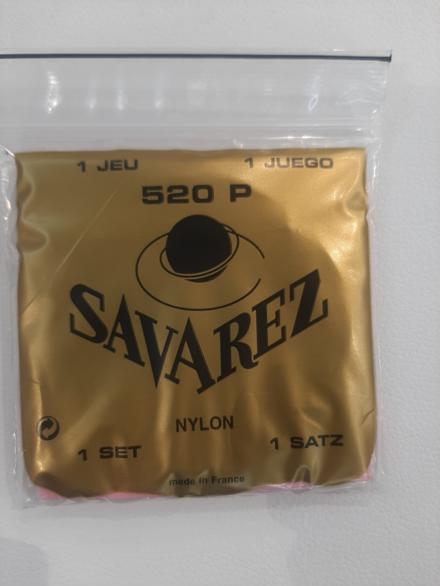 1 JEU 1 JUEGO
520 P
SAVAREZ
NYLON
1 SET 1 SATZ
made in France